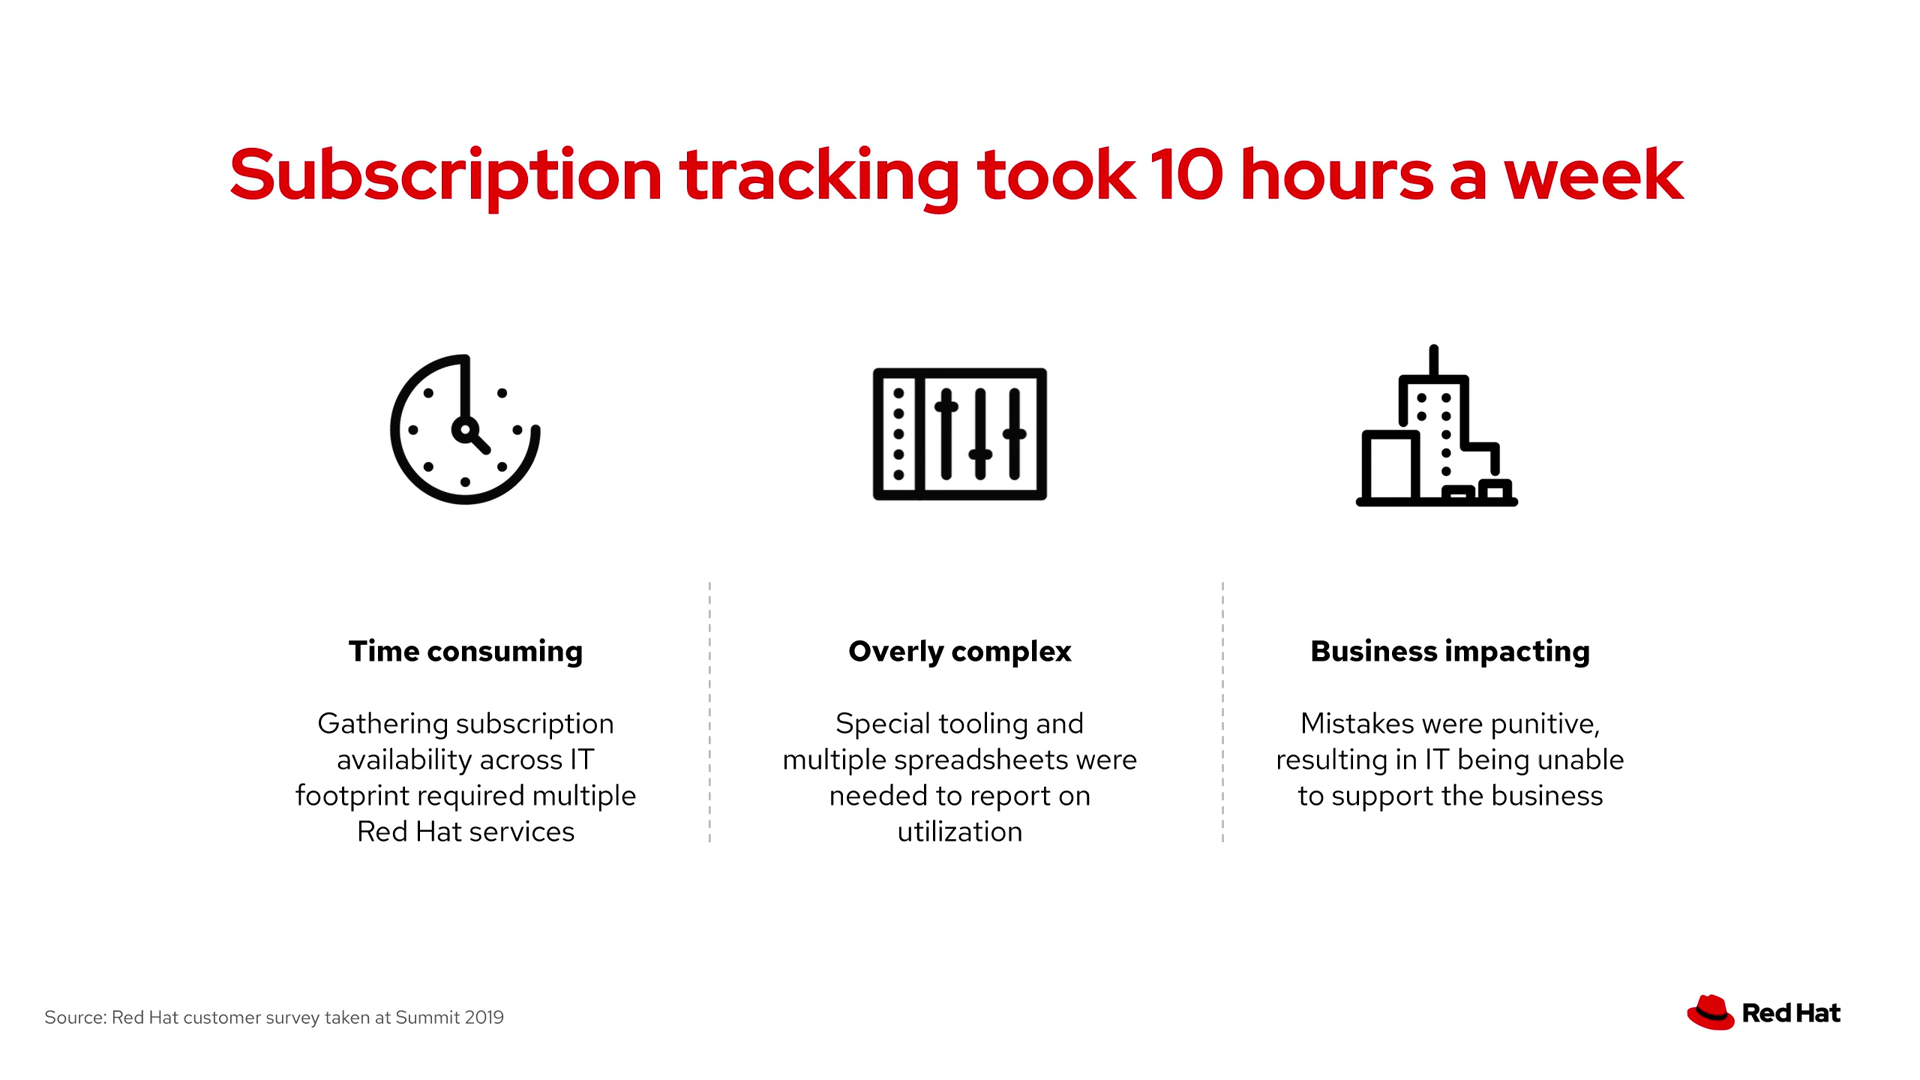 Subscription tracking took 10 hours a week
Time consuming
Gathering subscription
availability across IT
footprint required multiple
Red Hat services
Overly complex
Special tooling and
multiple spreadsheets were
needed to report on
utilization
Business impacting
Mistakes were punitive,
resulting in IT being unable
to support the business
Source: Red Hat customer survey taken at Summit 2019
Red Hat